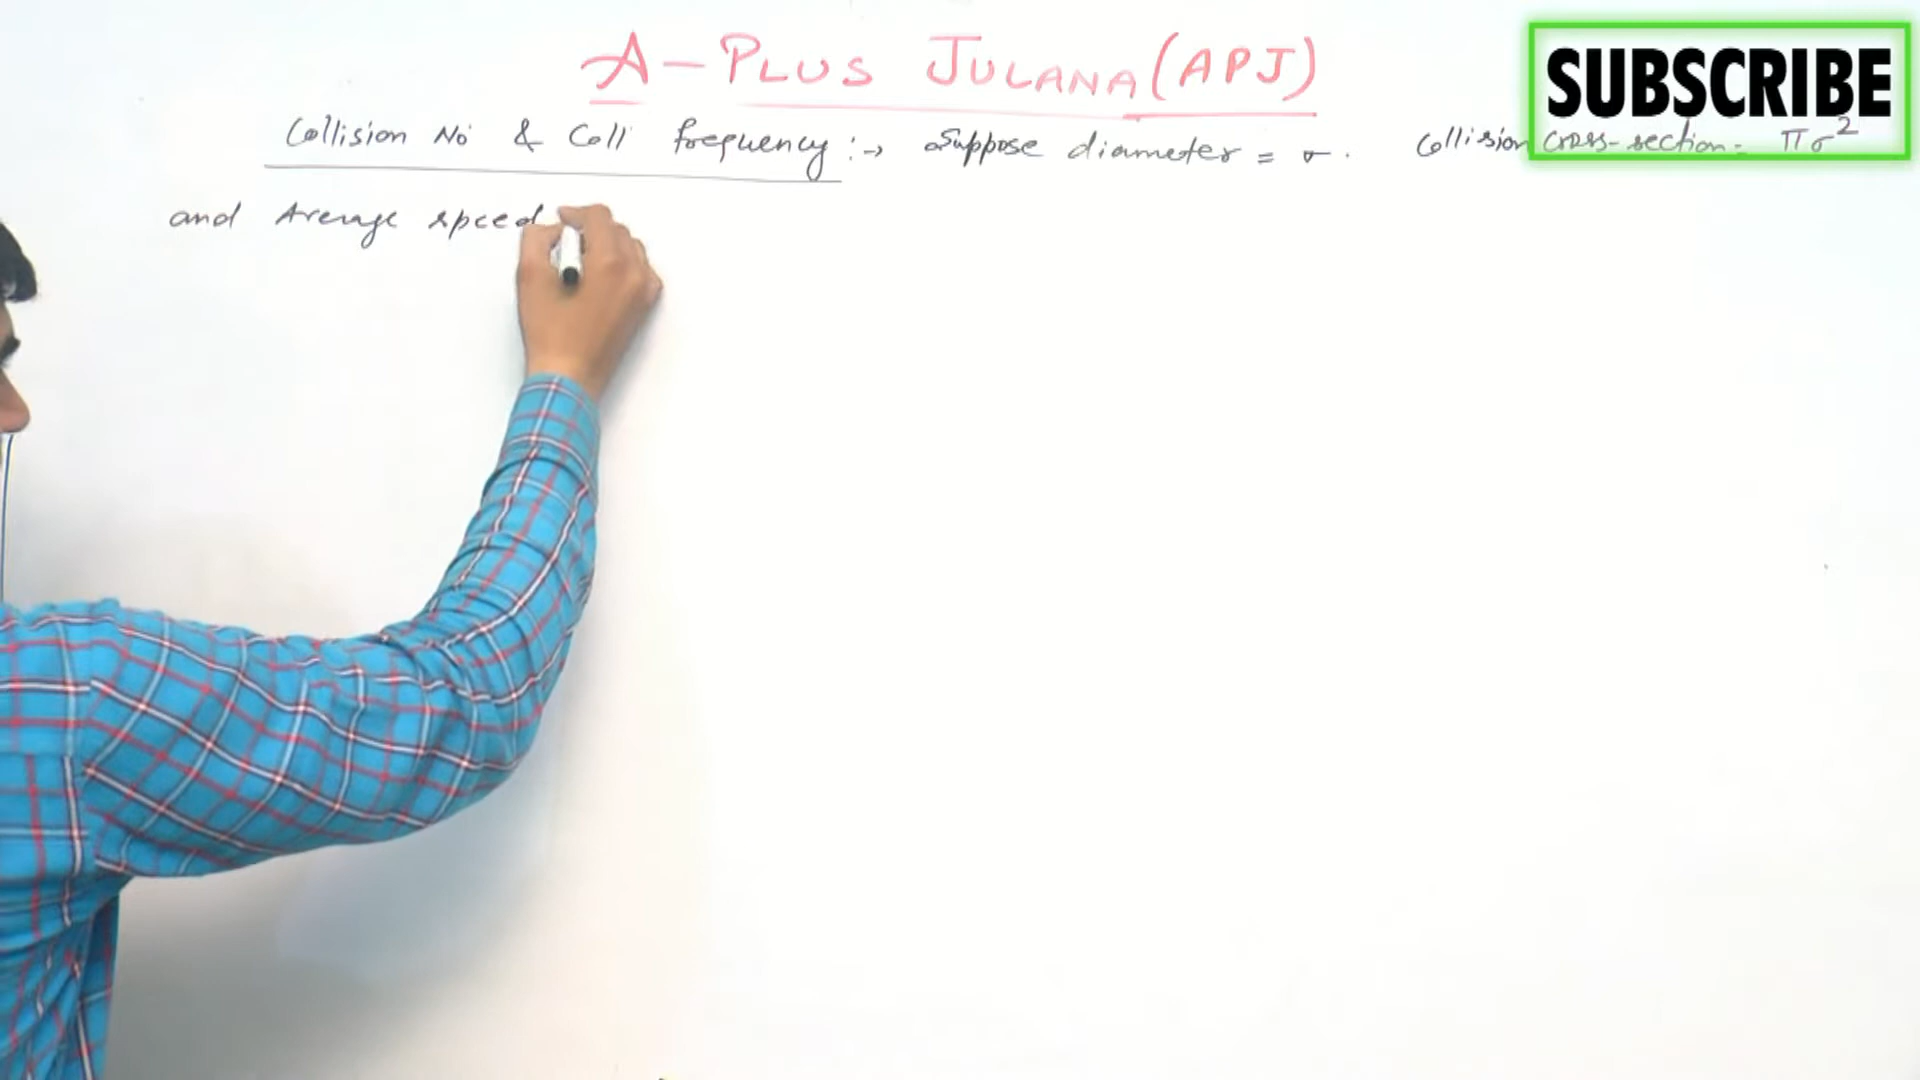 A-PLUS JULANA (APJ)
SUBSCRIBE
Collision No & Coll frequency :→ Suppose diameter = σ. Collision cross-section = πσ²
and Average speed